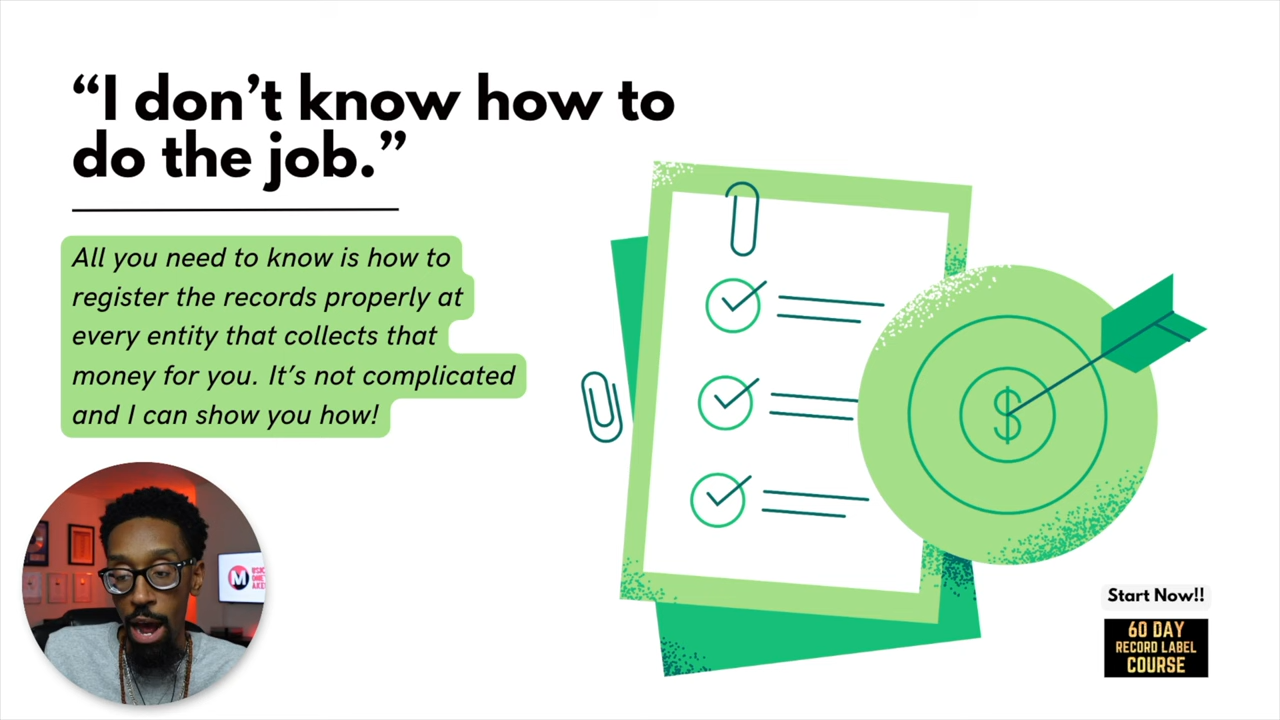 “I don’t know how to
do the job.”
All you need to know is how to
register the records properly at
every entity that collects that
money for you. It’s not complicated
and I can show you how!
$
M
Start Now!!
60 DAY
RECORD LABEL
COURSE